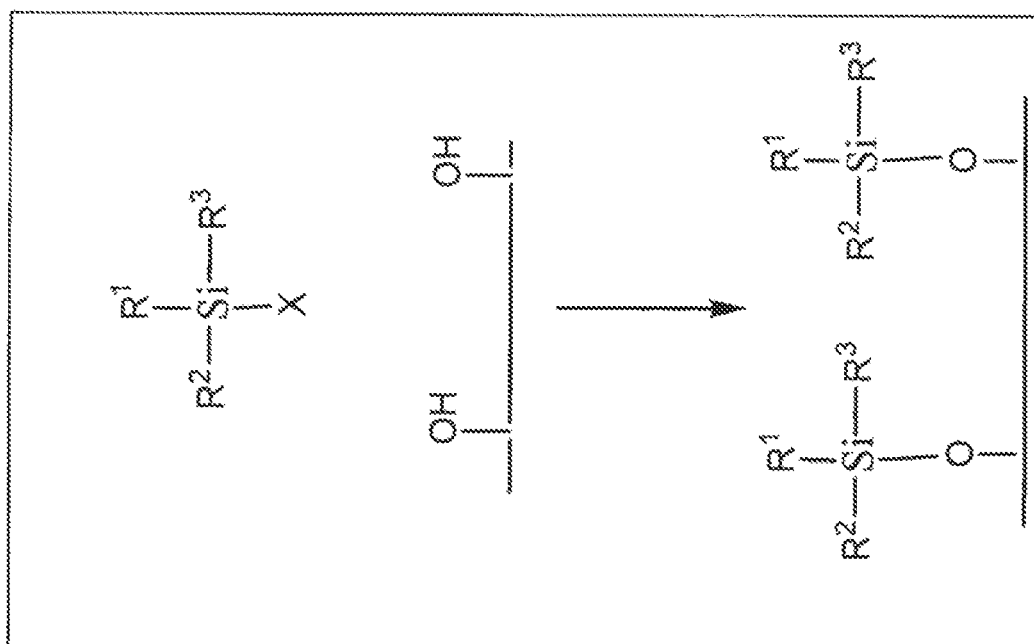 R¹
R² Si R³
X
OH OH
R¹ R¹
R² Si R³ R² Si R³
O O